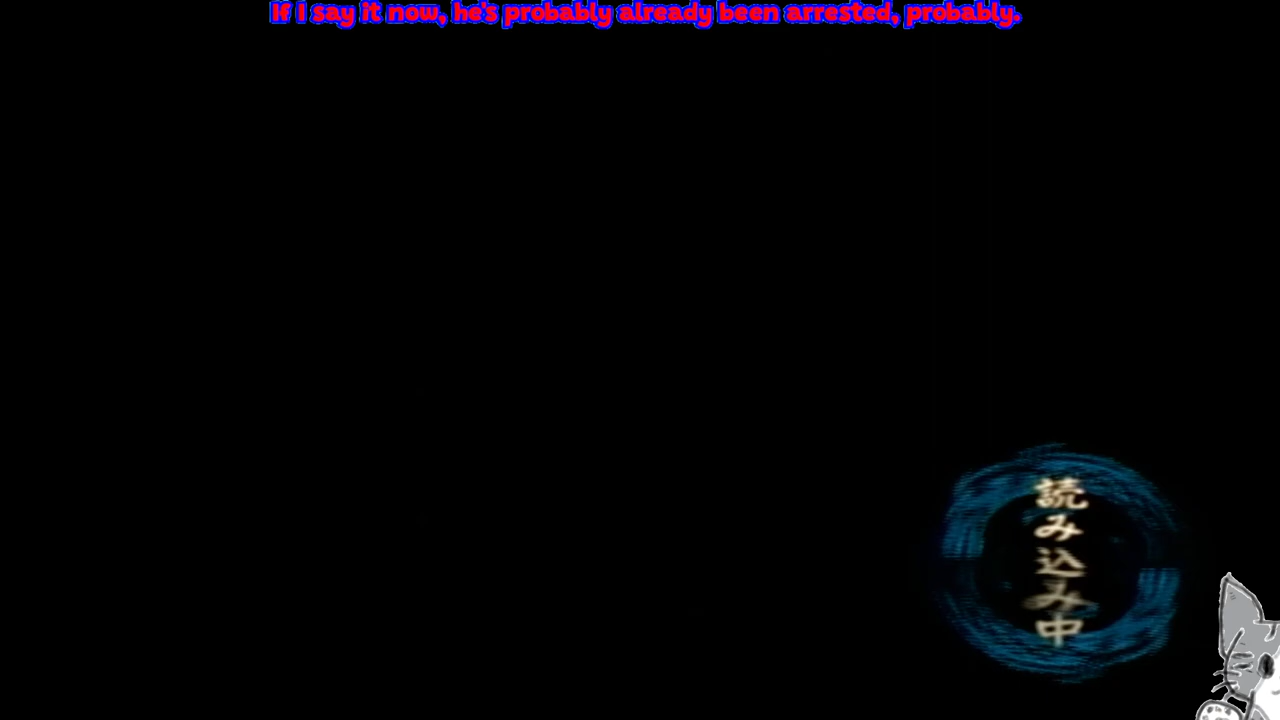 If I say it now, he's probably already been arrested, probably.
読み込み中